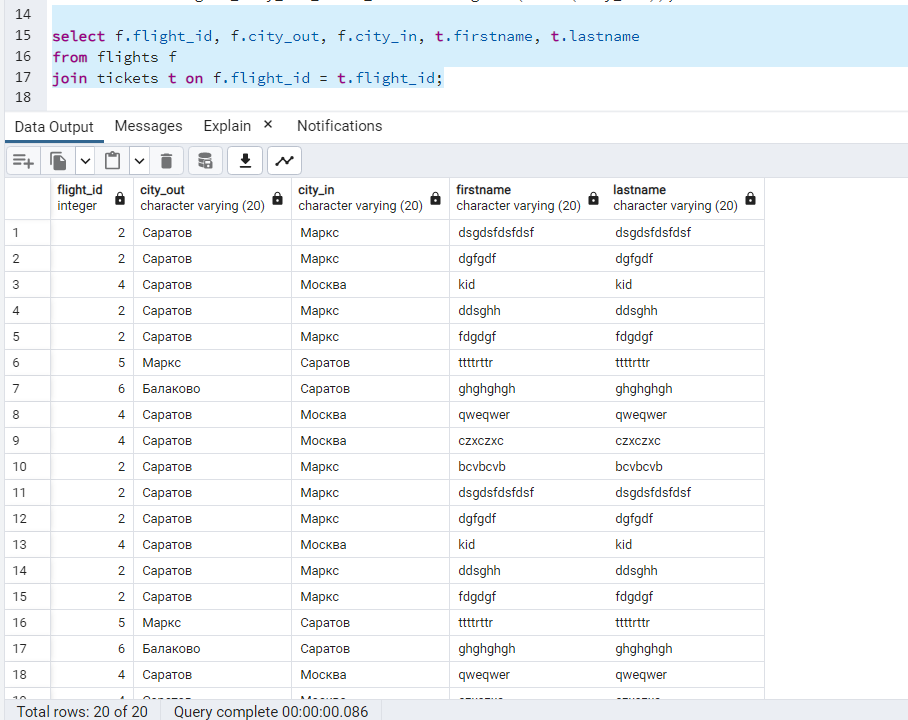 14
15 select f.flight_id, f.city_out, f.city_in, t.firstname, t.lastname
16 from flights f
17 join tickets t on f.flight_id = t.flight_id;
18
Data Output Messages Explain × Notifications
flight_id city_out city_in firstname lastname
integer character varying (20) character varying (20) character varying (20) character varying (20)
1 2 Саратов Маркс dsgdsfdsfdsf dsgdsfdsfdsf
2 2 Саратов Маркс dgfgdf dgfgdf
3 4 Саратов Москва kid kid
4 2 Саратов Маркс ddsghh ddsghh
5 2 Саратов Маркс fdgdgf fdgdgf
6 5 Маркс Саратов ttttrttr ttttrttr
7 6 Балаково Саратов ghghghgh ghghghgh
8 4 Саратов Москва qweqwer qweqwer
9 4 Саратов Москва czxczxc czxczxc
10 2 Саратов Маркс bcvbcvb bcvbcvb
11 2 Саратов Маркс dsgdsfdsfdsf dsgdsfdsfdsf
12 2 Саратов Маркс dgfgdf dgfgdf
13 4 Саратов Москва kid kid
14 2 Саратов Маркс ddsghh ddsghh
15 2 Саратов Маркс fdgdgf fdgdgf
16 5 Маркс Саратов ttttrttr ttttrttr
17 6 Балаково Саратов ghghghgh ghghghgh
18 4 Саратов Москва qweqwer qweqwer
Total rows: 20 of 20 Query complete 00:00:00.086